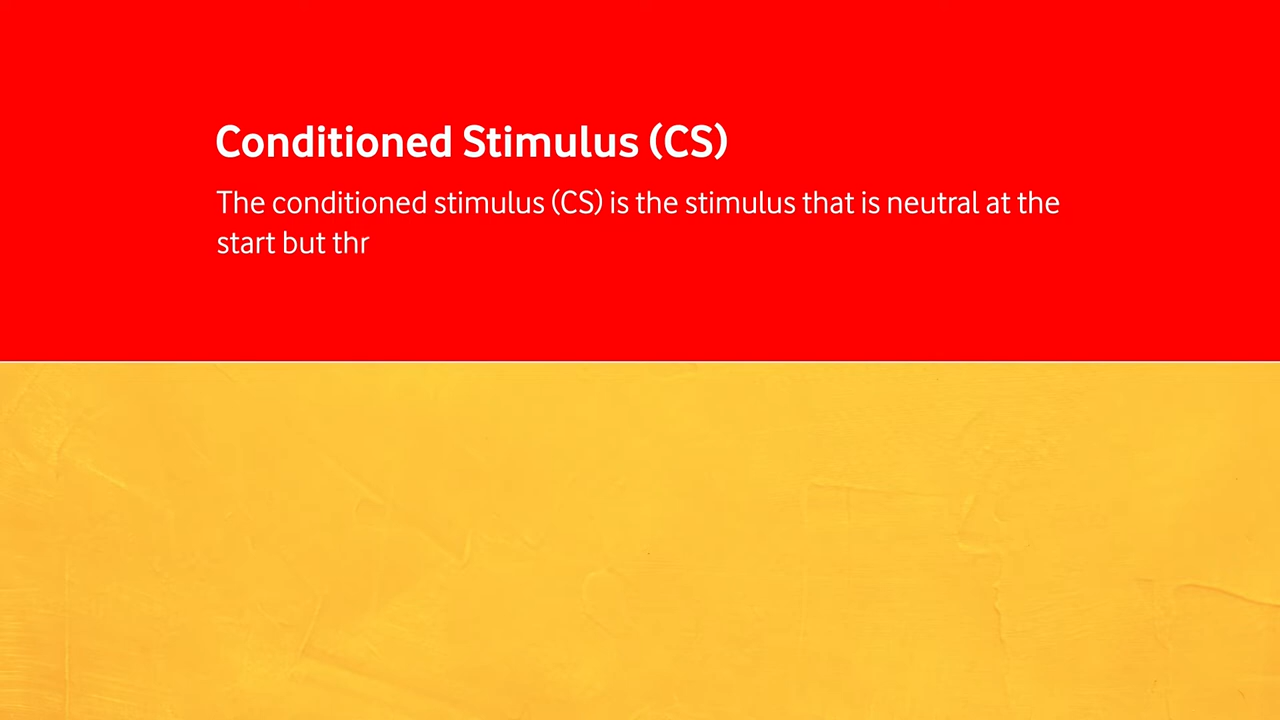 Conditioned Stimulus (CS)
The conditioned stimulus (CS) is the stimulus that is neutral at the
start but thr